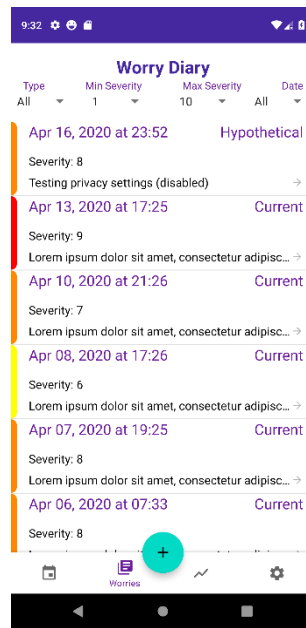 9:32
Worry Diary
Type Min Severity Max Severity Date
All 1 10 All
Apr 16, 2020 at 23:52 Hypothetical
Severity: 8
Testing privacy settings (disabled)
Apr 13, 2020 at 17:25 Current
Severity: 9
Lorem ipsum dolor sit amet, consectetur adipisc...
Apr 10, 2020 at 21:26 Current
Severity: 7
Lorem ipsum dolor sit amet, consectetur adipisc...
Apr 08, 2020 at 17:26 Current
Severity: 6
Lorem ipsum dolor sit amet, consectetur adipisc...
Apr 07, 2020 at 19:25 Current
Severity: 8
Lorem ipsum dolor sit amet, consectetur adipisc...
Apr 06, 2020 at 07:33 Current
Severity: 8
Worries